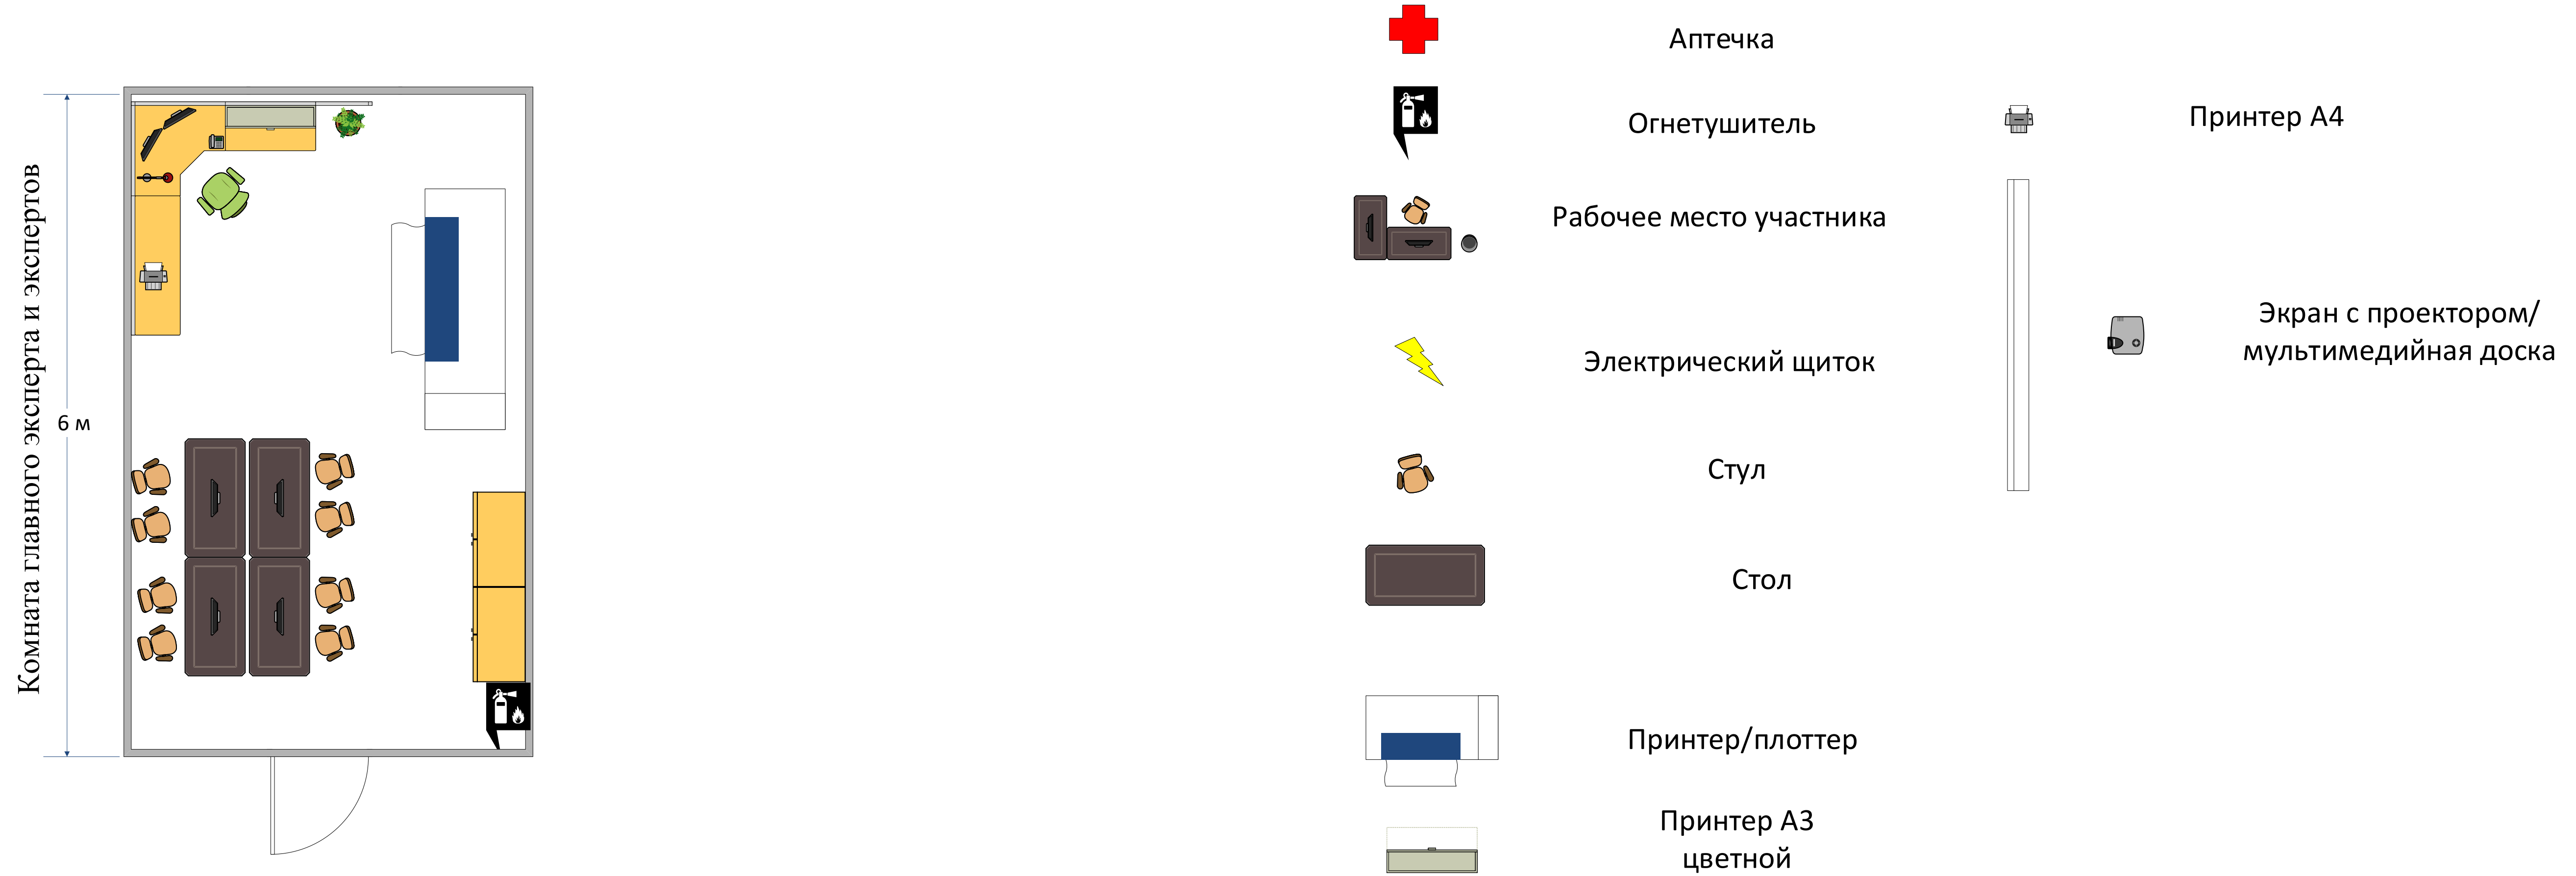 Комната главного эксперта и экспертов
6 м
Аптечка
Огнетушитель
Рабочее место участника
Электрический щиток
Стул
Стол
Принтер/плоттер
Принтер А3
цветной
Принтер А4
Экран с проектором/
мультимедийная доска